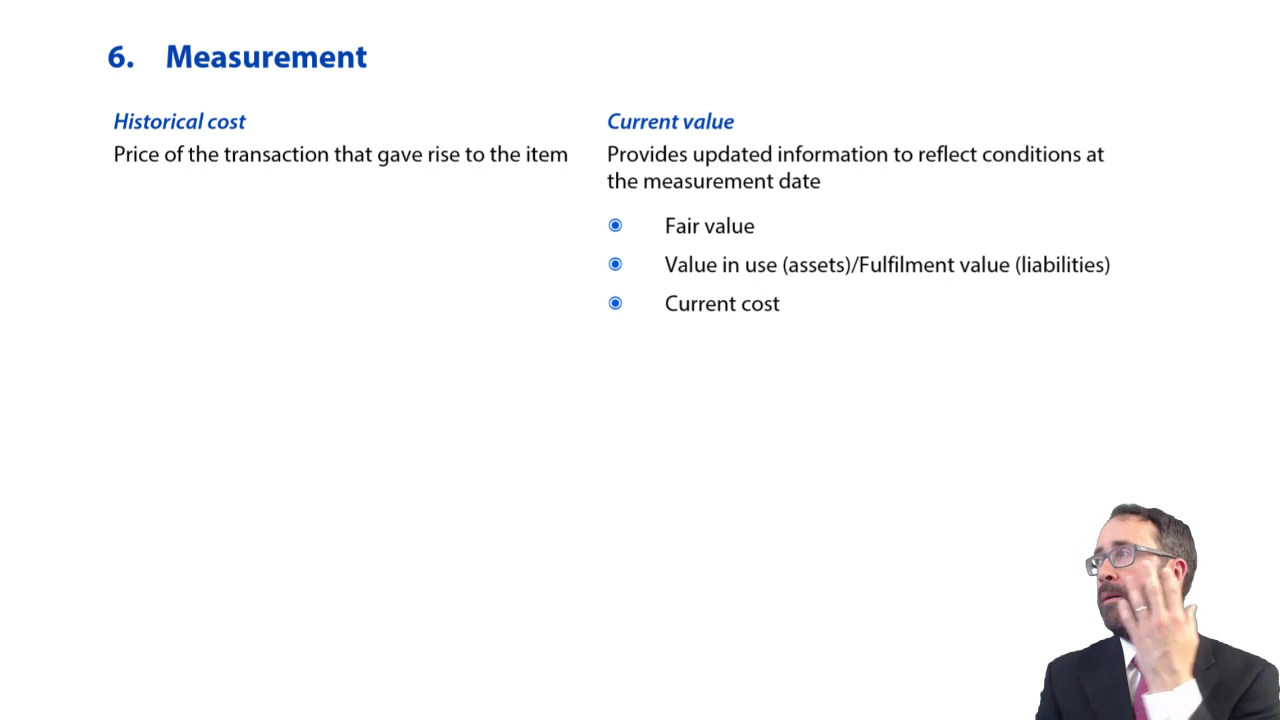 6. Measurement
Historical cost
Price of the transaction that gave rise to the item
Current value
Provides updated information to reflect conditions at
the measurement date
Fair value
Value in use (assets)/Fulfilment value (liabilities)
Current cost